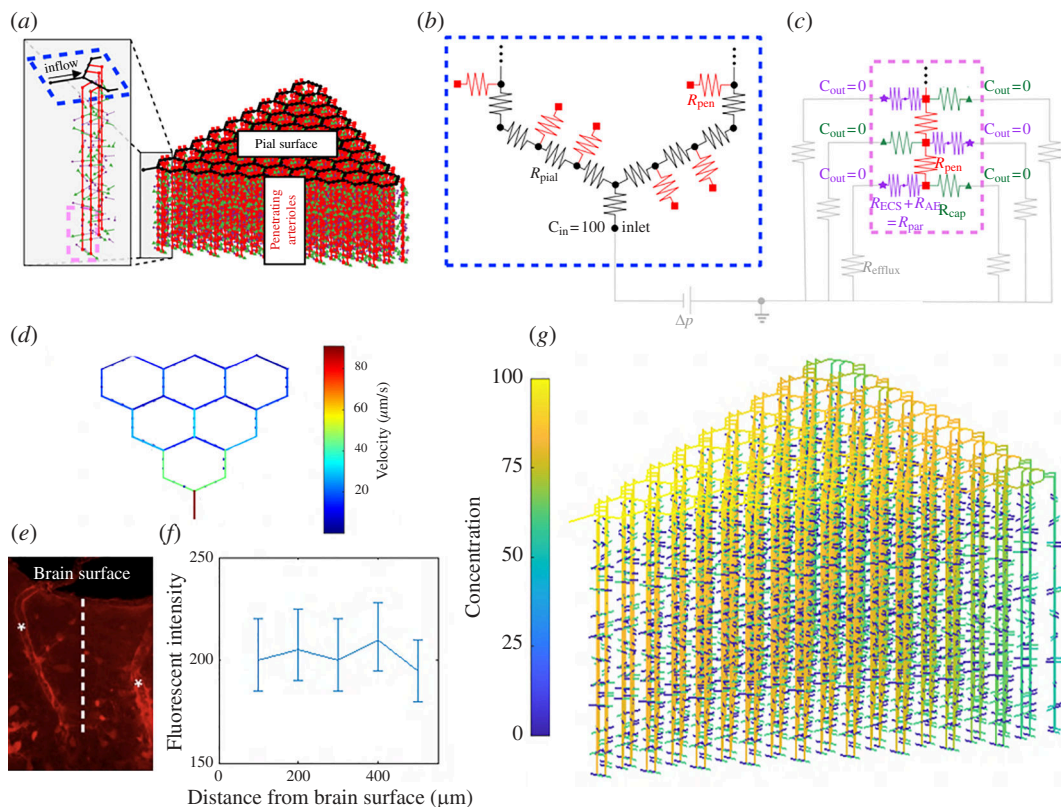 (a)
inflow
Pial surface
Penetrating
arterioles
(b)
R_pen
R_pial
C_in = 100
inlet
Δp
(c)
C_out = 0
C_out = 0
C_out = 0
C_out = 0
C_out = 0
C_out = 0
R_pen
R_ECS + R_AE
= R_par
R_cap
R_efflux
(d)
80
60
40
20
Velocity (μm/s)
(e)
Brain surface
*
*
(f)
250
200
150
0
200
400
Fluorescent intensity
Distance from brain surface (μm)
(g)
100
75
50
25
0
Concentration